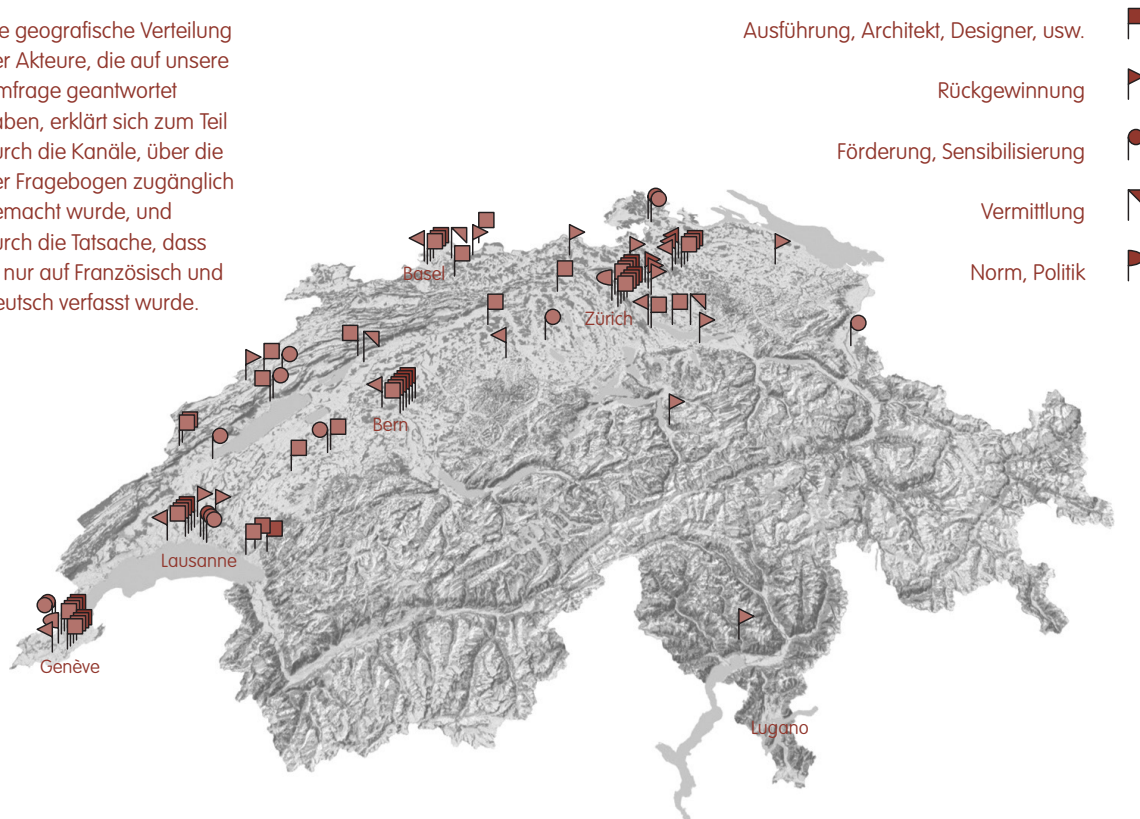 e geografische Verteilung
er Akteure, die auf unsere
mfrage geantwortet
aben, erklärt sich zum Teil
urch die Kanäle, über die
er Fragebogen zugänglich
emacht wurde, und
urch die Tatsache, dass
nur auf Französisch und
eutsch verfasst wurde.
Ausführung, Architekt, Designer, usw.
Rückgewinnung
Förderung, Sensibilisierung
Vermittlung
Norm, Politik
Basel
Zürich
Bern
Lausanne
Genève
Lugano